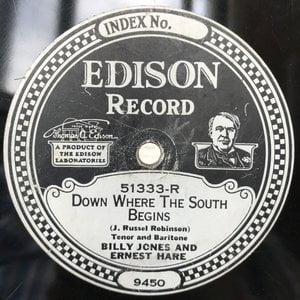 INDEX No.
EDISON
RECORD
Thomas A Edison
A PRODUCT OF
THE EDISON
LABORATORIES
51333-R
DOWN WHERE THE SOUTH
BEGINS
(J. Russel Robinson)
Tenor and Baritone
BILLY JONES AND
ERNEST HARE
9450